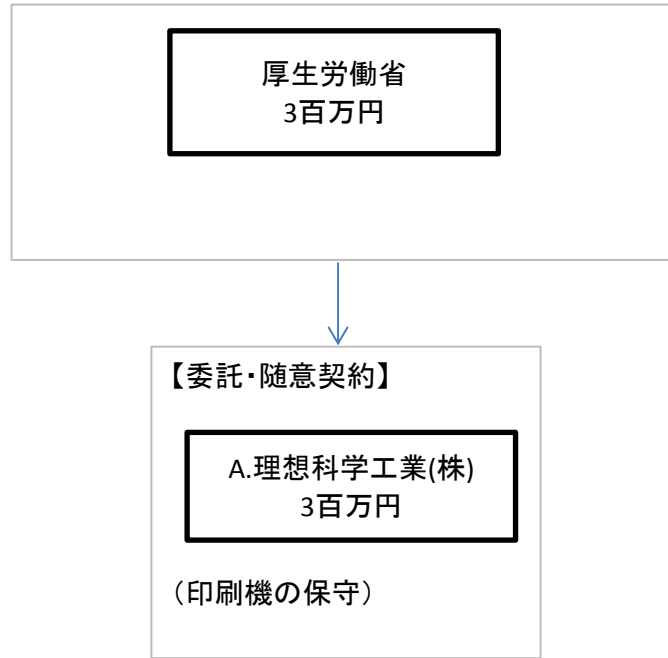 厚生労働省
3百万円
【委託・随意契約】
A.理想科学工業(株)
3百万円
（印刷機の保守）